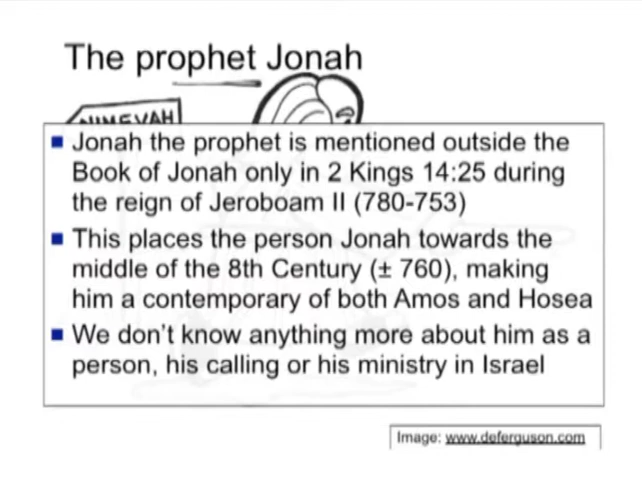 The prophet Jonah
NINEVAH
Jonah the prophet is mentioned outside the
Book of Jonah only in 2 Kings 14:25 during
the reign of Jeroboam II (780-753)
This places the person Jonah towards the
middle of the 8th Century (± 760), making
him a contemporary of both Amos and Hosea
We don't know anything more about him as a
person, his calling or his ministry in Israel
Image: www.deferguson.com